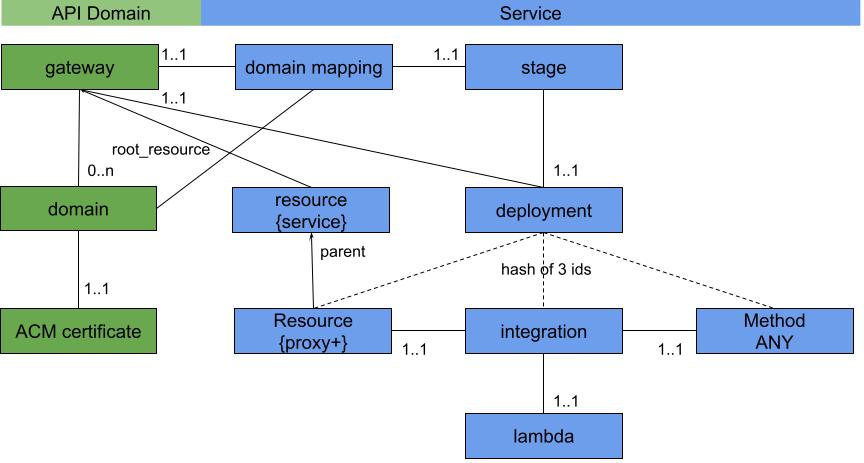 API Domain
Service
gateway
1..1
domain mapping
1..1
stage
1..1
root_resource
0..n
1..1
domain
resource
{service}
deployment
parent
hash of 3 ids
1..1
ACM certificate
Resource
{proxy+}
1..1
integration
1..1
Method
ANY
1..1
lambda